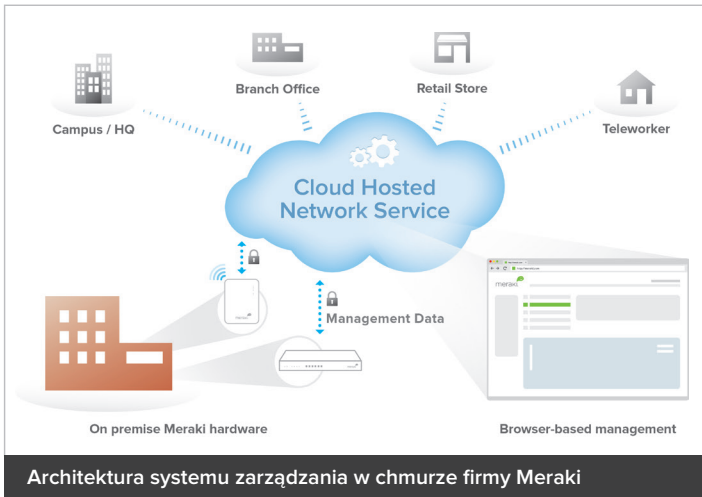 Branch Office
Retail Store
Campus / HQ
Teleworker
Cloud Hosted
Network Service
meraki
Management Data
On premise Meraki hardware
Browser-based management
Architektura systemu zarządzania w chmurze firmy Meraki